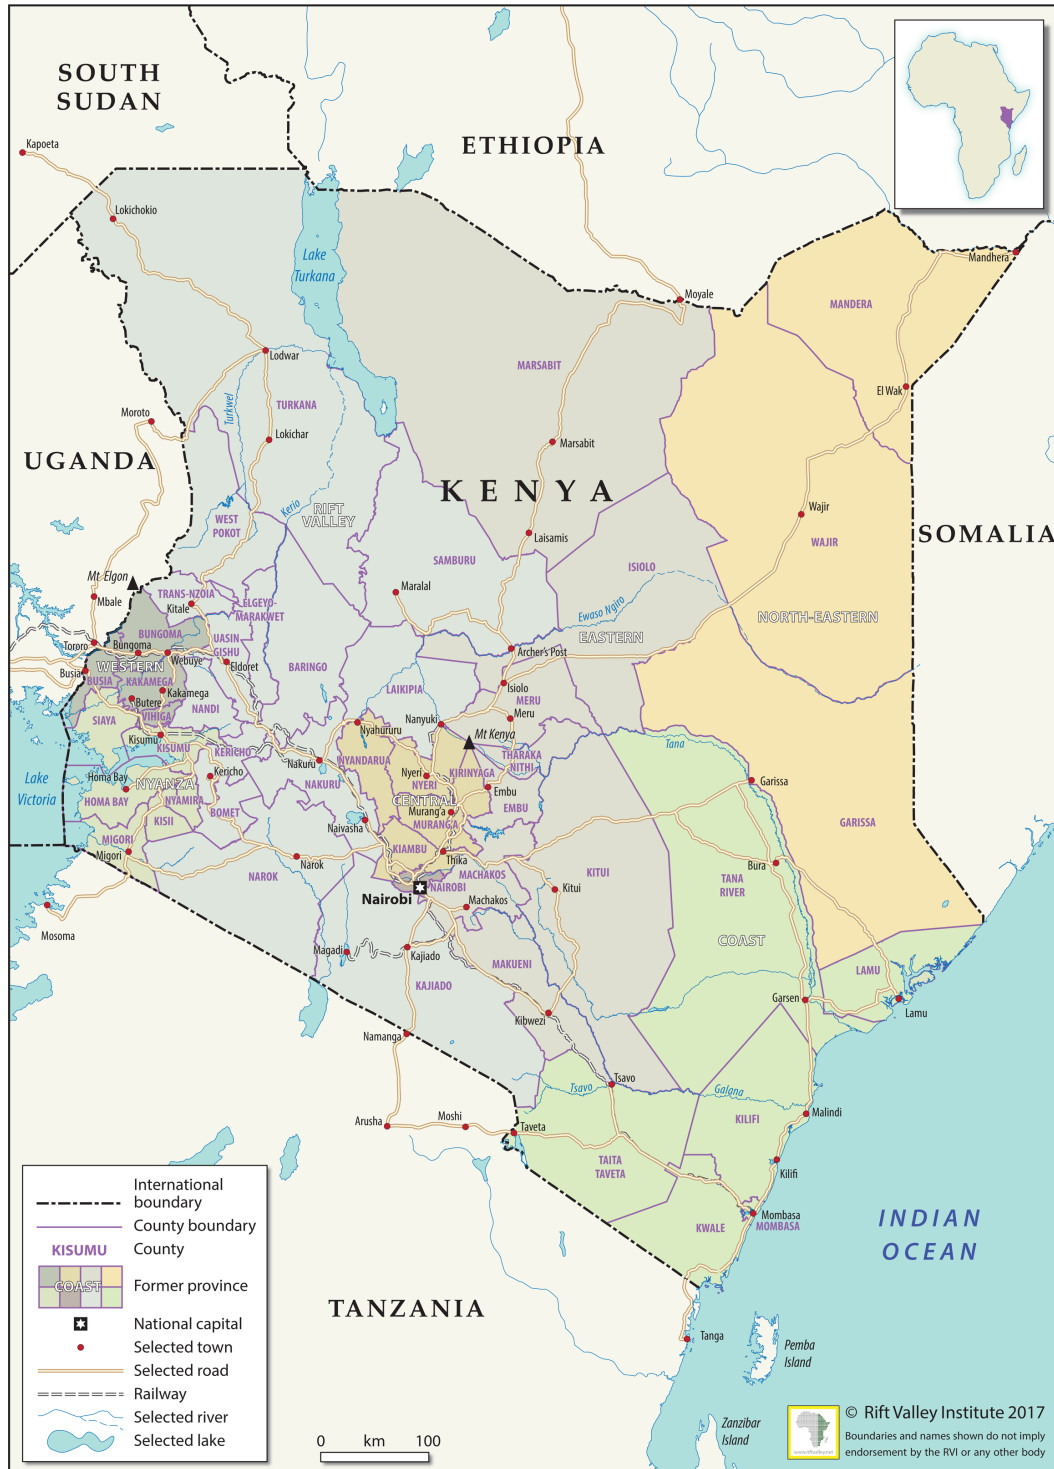 SOUTH
SUDAN
ETHIOPIA
Kapoeta
Lokichokio
Lake
Turkana
Mandhera
Moyale
MANDERA
MARSABIT
Lodwar
El Wak
Turkwel
TURKANA
Moroto
Lokichar
Marsabit
UGANDA
KENYA
Kerio
RIFT
VALLEY
WEST
POKOT
Wajir
SOMALIA
Laisamis
WAJIR
SAMBURU
ISIOLO
Mt Elgon
Maralal
Mbale
TRANS-NZOIA
Kitale
ELGEYO-
MARAKWET
Ewaso Ngiro
NORTH-EASTERN
EASTERN
BUNGOMA
UASIN
GISHU
Tororo
Bungoma
Webuye
Archer's Post
WESTERN
Eldoret
BARINGO
Busia
BUSIA
KAKAMEGA
Kakamega
LAIKIPIA
Isiolo
MERU
Butere
NANDI
VIHIGA
SIAYA
Meru
Nanyuki
Nyahururu
Mt Kenya
Kisumu
KISUMU
KERICHO
Tana
THARAKA
NITHI
Nakuru
NYANDARUA
KIRINYAGA
Nyeri
NYERI
Lake
Victoria
Homa Bay
NYANZA
Kericho
Garissa
NAKURU
Embu
HOMA BAY
NYAMIRA
CENTRAL
EMBU
KISII
BOMET
Murang'a
MURANG'A
GARISSA
Naivasha
MIGORI
KIAMBU
Migori
Narok
Thika
Bura
NAROK
MACHAKOS
KITUI
TANA
RIVER
NAIROBI
Nairobi
Kitui
Machakos
Mosoma
COAST
Magadi
Kajiado
MAKUENI
LAMU
KAJIADO
Garsen
Lamu
Kibwezi
Namanga
Tsavo
Tsavo
Galana
Malindi
Arusha
Moshi
Taveta
KILIFI
TAITA
TAVETA
Kilifi
Mombasa
MOMBASA
KWALE
INDIAN
OCEAN
TANZANIA
Tanga
Pemba
Island
Zanzibar
Island
International
boundary
County boundary
KISUMU
County
COAST
Former province
National capital
Selected town
Selected road
Railway
Selected river
Selected lake
0 km 100
© Rift Valley Institute 2017
Boundaries and names shown do not imply
endorsement by the RVI or any other body
www.riftvalley.net